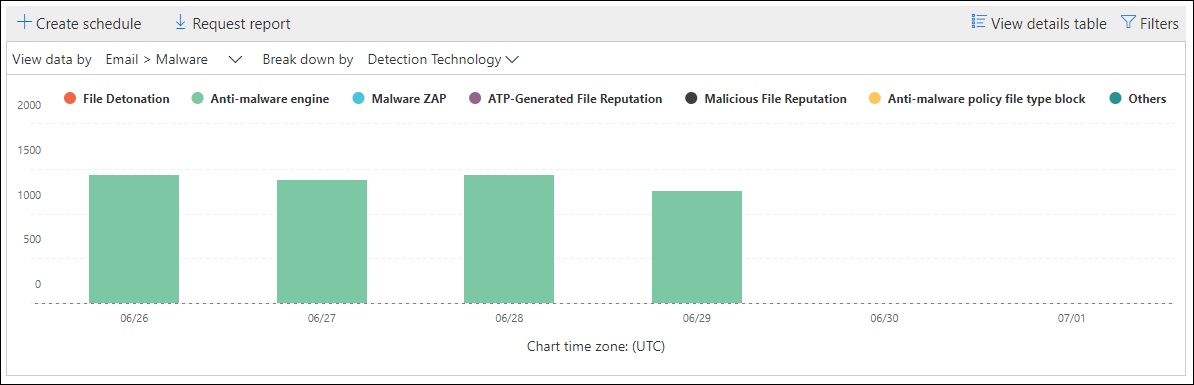 Create schedule Request report View details table Filters
View data by Email > Malware Break down by Detection Technology
File Detonation Anti-malware engine Malware ZAP ATP-Generated File Reputation Malicious File Reputation Anti-malware policy file type block Others
2000
1500
1000
500
0
06/26 06/27 06/28 06/29 06/30 07/01
Chart time zone: (UTC)